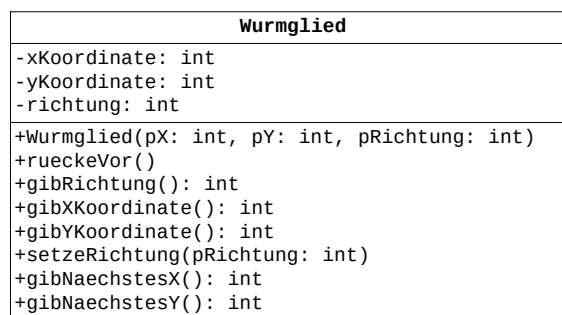 Wurmglied
-xKoordinate: int
-yKoordinate: int
-richtung: int
+Wurmglied(pX: int, pY: int, pRichtung: int)
+rueckeVor()
+gibRichtung(): int
+gibXKoordinate(): int
+gibYKoordinate(): int
+setzeRichtung(pRichtung: int)
+gibNaechstesX(): int
+gibNaechstesY(): int